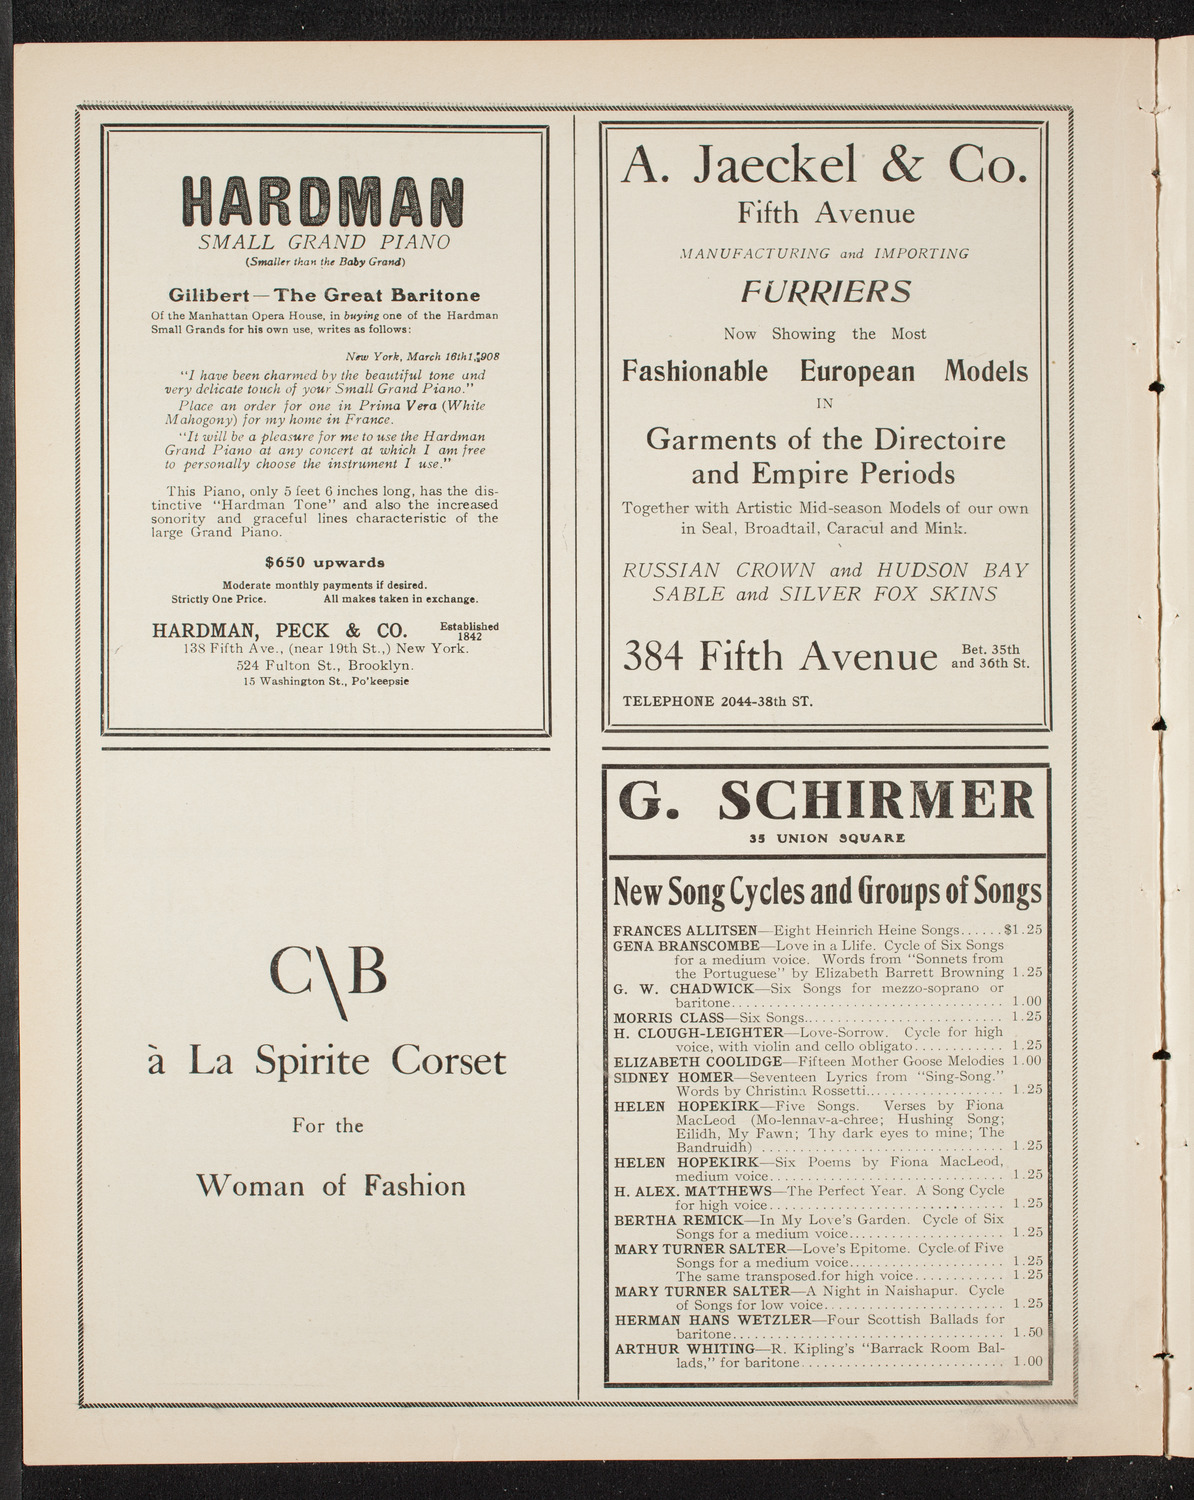 HARDMAN
SMALL GRAND PIANO
(Smaller than the Baby Grand)
Gilibert—The Great Baritone
Of the Manhattan Opera House, in buying one of the Hardman
Small Grands for his own use, writes as follows:
New York, March 16th1,1908
"I have been charmed by the beautiful tone and
very delicate touch of your Small Grand Piano."
Place an order for one in Prima Vera (White
Mahogony) for my home in France.
"It will be a pleasure for me to use the Hardman
Grand Piano at any concert at which I am free
to personally choose the instrument I use."
This Piano, only 5 feet 6 inches long, has the dis-
tinctive "Hardman Tone" and also the increased
sonority and graceful lines characteristic of the
large Grand Piano.
$650 upwards
Moderate monthly payments if desired.
Strictly One Price. All makes taken in exchange.
HARDMAN, PECK & CO. Established
1842
138 Fifth Ave., (near 19th St.,) New York.
524 Fulton St., Brooklyn.
15 Washington St., Po'keepsie
C\B
à La Spirite Corset
For the
Woman of Fashion
A. Jaeckel & Co.
Fifth Avenue
MANUFACTURING and IMPORTING
FURRIERS
Now Showing the Most
Fashionable European Models
IN
Garments of the Directoire
and Empire Periods
Together with Artistic Mid-season Models of our own
in Seal, Broadtail, Caracul and Mink.
RUSSIAN CROWN and HUDSON BAY
SABLE and SILVER FOX SKINS
384 Fifth Avenue Bet. 35th
and 36th St.
TELEPHONE 2044-38th ST.
G. SCHIRMER
35 UNION SQUARE
New Song Cycles and Groups of Songs
FRANCES ALLITSEN—Eight Heinrich Heine Songs......$1.25
GENA BRANSCOMBE—Love in a Llife. Cycle of Six Songs
for a medium voice. Words from "Sonnets from
the Portuguese" by Elizabeth Barrett Browning 1.25
G. W. CHADWICK—Six Songs for mezzo-soprano or
baritone.................................... 1.00
MORRIS CLASS—Six Songs.......................... 1.25
H. CLOUGH-LEIGHTER—Love-Sorrow. Cycle for high
voice, with violin and cello obligato............ 1.25
ELIZABETH COOLIDGE—Fifteen Mother Goose Melodies 1.00
SIDNEY HOMER—Seventeen Lyrics from "Sing-Song."
Words by Christina Rossetti.................. 1.25
HELEN HOPEKIRK—Five Songs. Verses by Fiona
MacLeod (Mo-lennav-a-chree; Hushing Song;
Eilidh, My Fawn; Thy dark eyes to mine; The
Bandruidh) ................................ 1.25
HELEN HOPEKIRK—Six Poems by Fiona MacLeod,
medium voice............................... 1.25
H. ALEX. MATTHEWS—The Perfect Year. A Song Cycle
for high voice............................... 1.25
BERTHA REMICK—In My Love's Garden. Cycle of Six
Songs for a medium voice..................... 1.25
MARY TURNER SALTER—Love's Epitome. Cycle of Five
Songs for a medium voice..................... 1.25
The same transposed for high voice............ 1.25
MARY TURNER SALTER—A Night in Naishapur. Cycle
of Songs for low voice........................ 1.25
HERMAN HANS WETZLER—Four Scottish Ballads for
baritone.................................... 1.50
ARTHUR WHITING—R. Kipling's "Barrack Room Bal-
lads," for baritone........................... 1.00